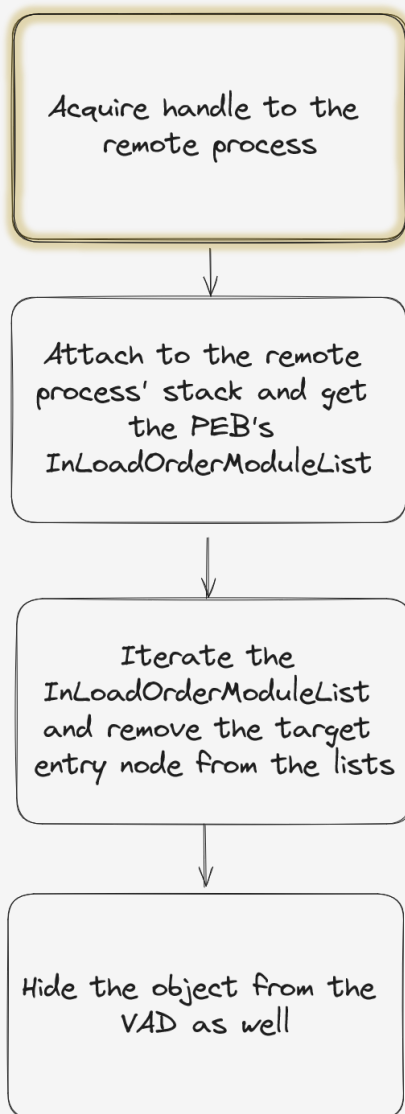 Acquire handle to the
remote process
Attach to the remote
process' stack and get
the PEB's
InLoadOrderModuleList
Iterate the
InLoadOrderModuleList
and remove the target
entry node from the lists
Hide the object from the
VAD as well